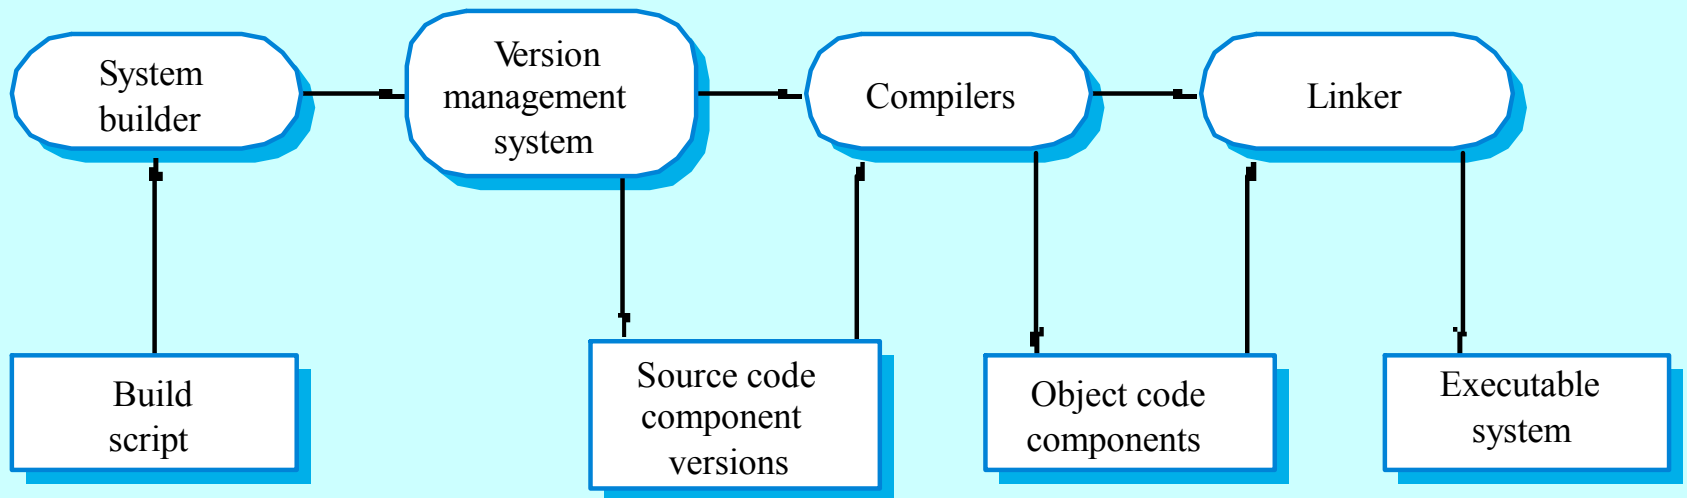 System
builder
Version
management
system
Compilers
Linker
Build
script
Source code
component
versions
Object code
components
Executable
system